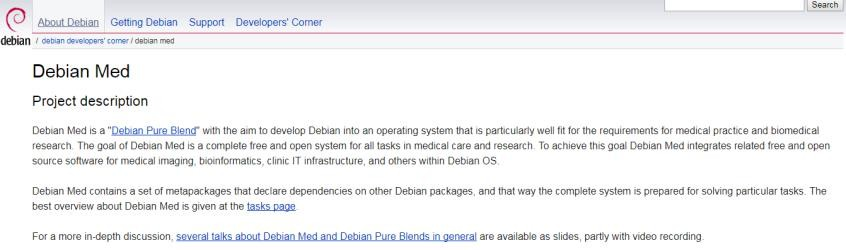 Search
About Debian Getting Debian Support Developers' Corner
debian / debian developers' corner / debian med
Debian Med
Project description
Debian Med is a "Debian Pure Blend" with the aim to develop Debian into an operating system that is particularly well fit for the requirements for medical practice and biomedical
research. The goal of Debian Med is a complete free and open system for all tasks in medical care and research. To achieve this goal Debian Med integrates related free and open
source software for medical imaging, bioinformatics, clinic IT infrastructure, and others within Debian OS.
Debian Med contains a set of metapackages that declare dependencies on other Debian packages, and that way the complete system is prepared for solving particular tasks. The
best overview about Debian Med is given at the tasks page.
For a more in-depth discussion, several talks about Debian Med and Debian Pure Blends in general are available as slides, partly with video recording.